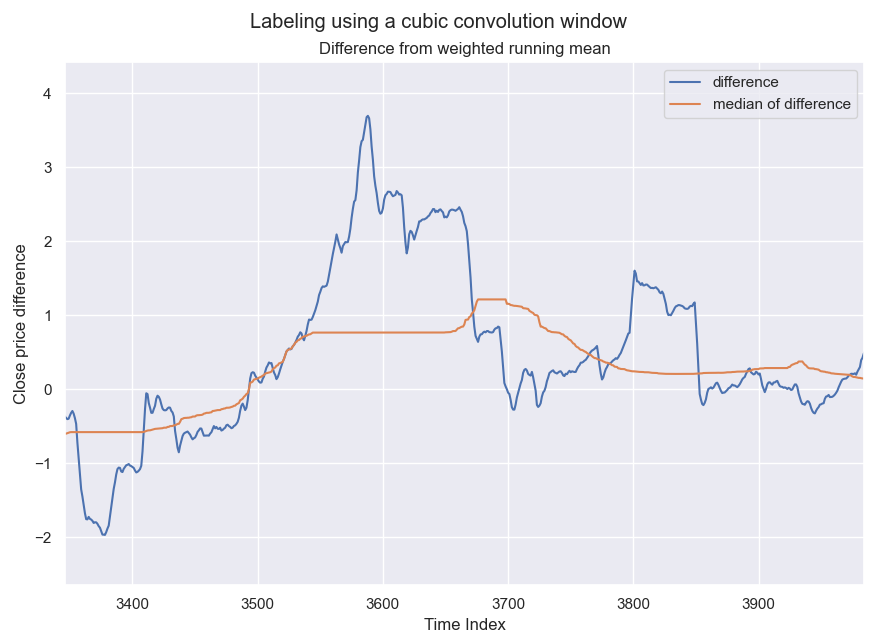 Labeling using a cubic convolution window
Difference from weighted running mean
difference
median of difference
4
3
2
1
0
−1
−2
Close price difference
3400 3500 3600 3700 3800 3900
Time Index